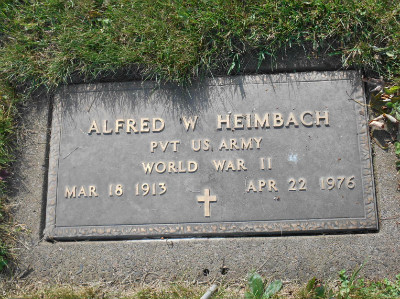 ALFRED W HEIMBACH
PVT US ARMY
WORLD WAR II
MAR 18 1913 APR 22 1976